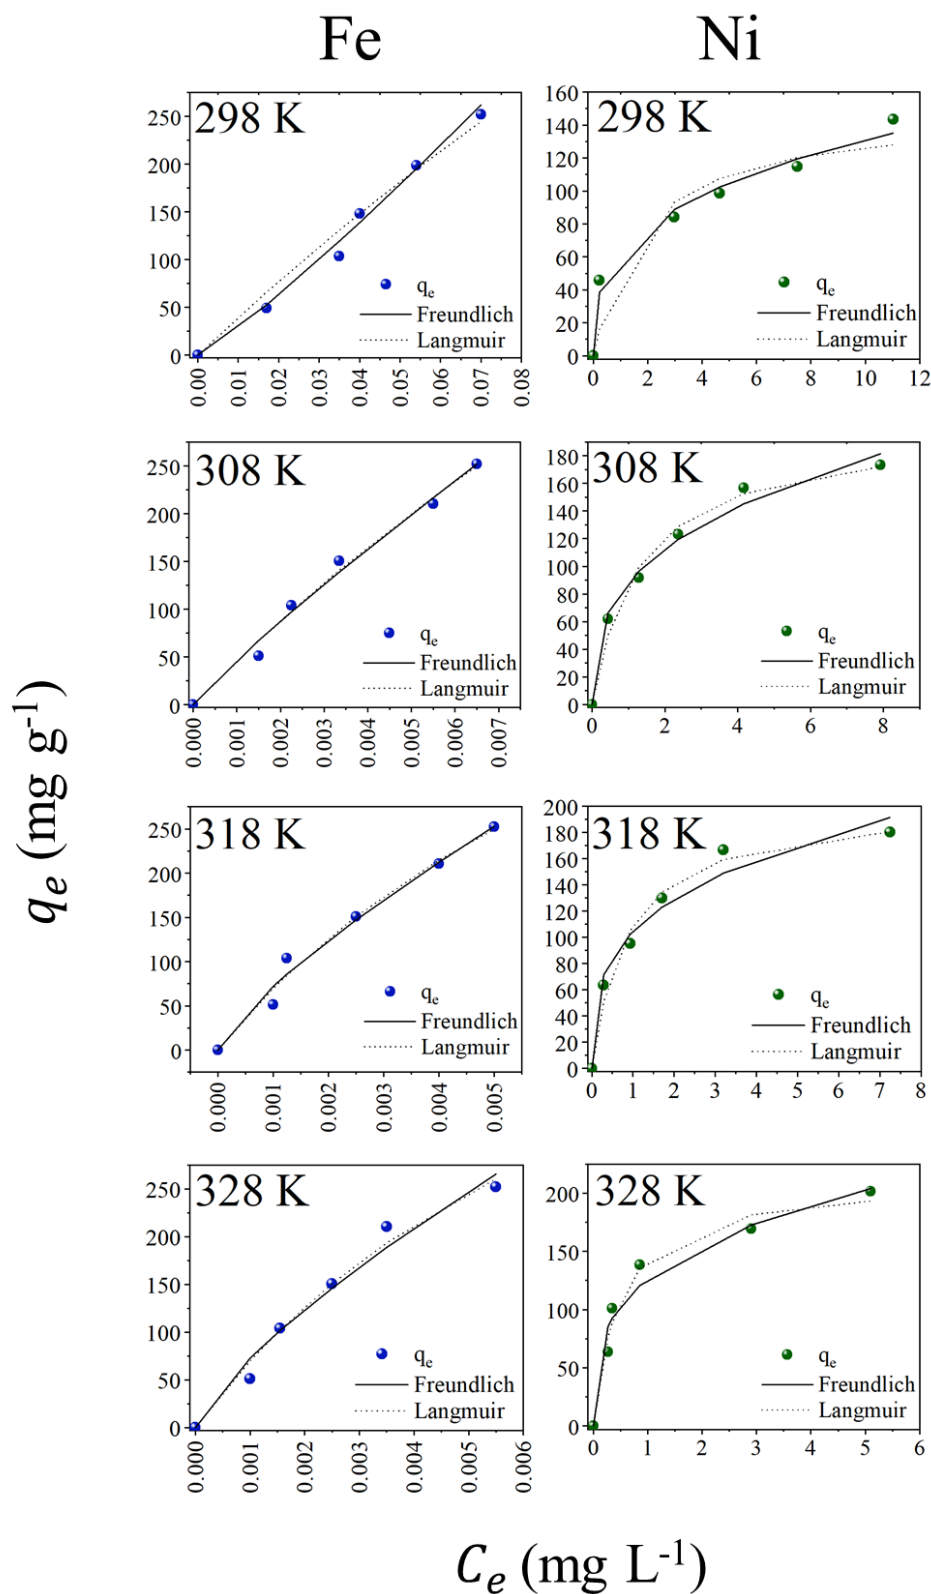 Fe
Ni
298 K
250
200
150
100
50
0
qₑ
Freundlich
Langmuir
0.00
0.01
0.02
0.03
0.04
0.05
0.06
0.07
0.08
298 K
160
140
120
100
80
60
40
20
0
qₑ
Freundlich
Langmuir
0 2 4 6 8 10 12
308 K
250
200
150
100
50
0
qₑ
Freundlich
Langmuir
0.000
0.001
0.002
0.003
0.004
0.005
0.006
0.007
308 K
180
160
140
120
100
80
60
40
20
0
qₑ
Freundlich
Langmuir
0 2 4 6 8
qₑ (mg g⁻¹)
318 K
250
200
150
100
50
0
qₑ
Freundlich
Langmuir
0.000
0.001
0.002
0.003
0.004
0.005
318 K
200
180
160
140
120
100
80
60
40
20
0
qₑ
Freundlich
Langmuir
0 1 2 3 4 5 6 7 8
328 K
250
200
150
100
50
0
qₑ
Freundlich
Langmuir
0.000
0.001
0.002
0.003
0.004
0.005
0.006
328 K
200
150
100
50
0
qₑ
Freundlich
Langmuir
0 1 2 3 4 5 6
Cₑ (mg L⁻¹)